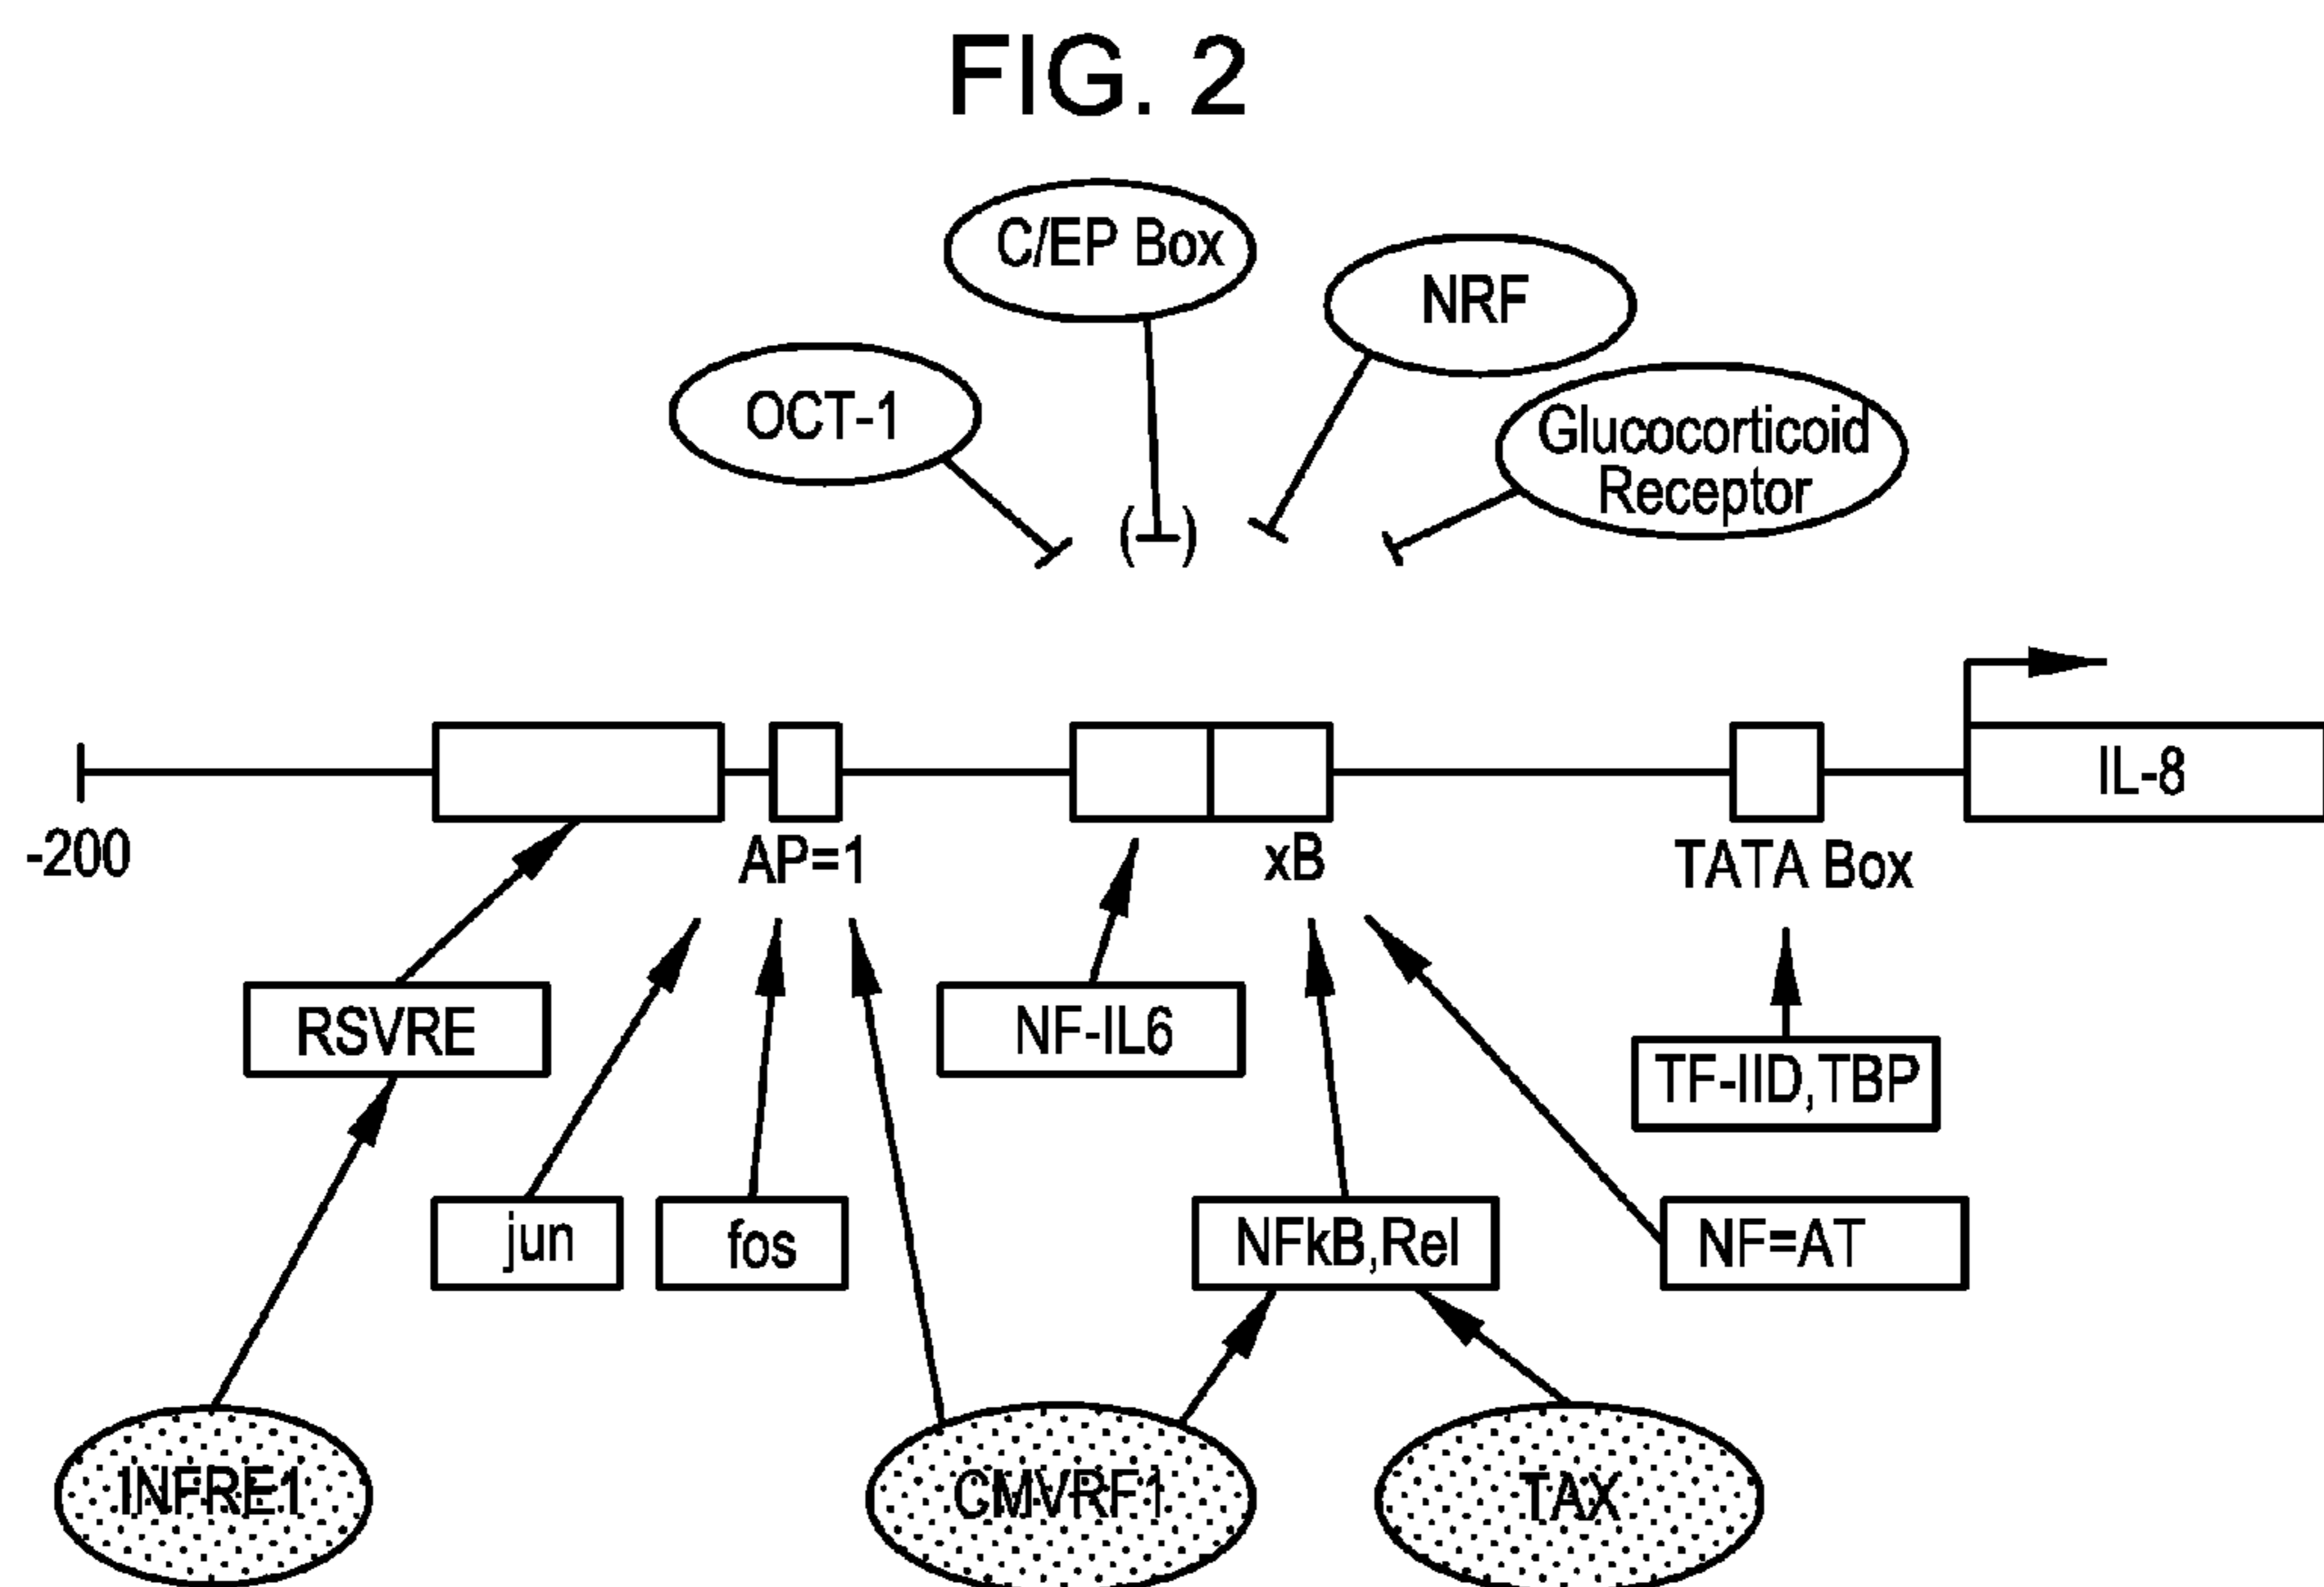 FIG. 2
C/EP Box
NRF
OCT-1
Glucocorticoid
Receptor
(
)
IL-8
-200
AP=1
xB
TATA Box
RSVRE
NF-IL6
TF-IID,TBP
jun
fos
NFkB,Rel
NF=AT
INFRE1
CMVRF1
TAX